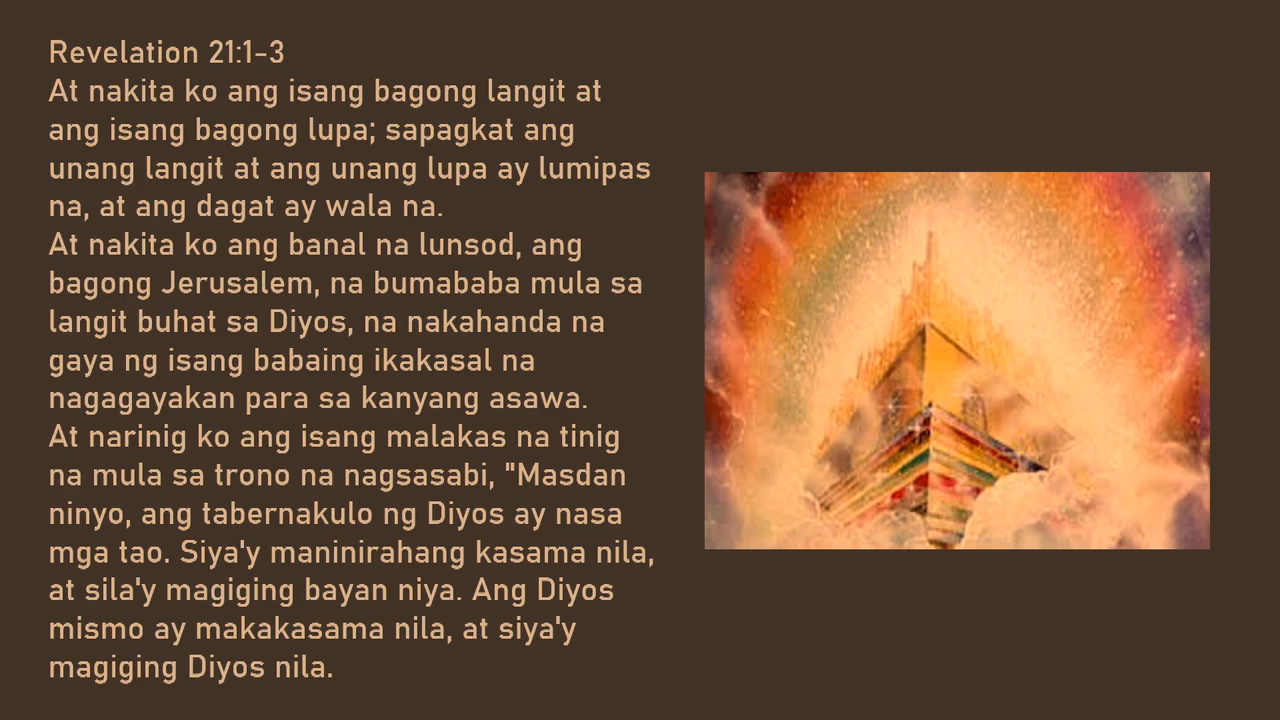 Revelation 21:1-3
At nakita ko ang isang bagong langit at
ang isang bagong lupa; sapagkat ang
unang langit at ang unang lupa ay lumipas
na, at ang dagat ay wala na.
At nakita ko ang banal na lunsod, ang
bagong Jerusalem, na bumababa mula sa
langit buhat sa Diyos, na nakahanda na
gaya ng isang babaing ikakasal na
nagagayakan para sa kanyang asawa.
At narinig ko ang isang malakas na tinig
na mula sa trono na nagsasabi, "Masdan
ninyo, ang tabernakulo ng Diyos ay nasa
mga tao. Siya'y maninirahang kasama nila,
at sila'y magiging bayan niya. Ang Diyos
mismo ay makakasama nila, at siya'y
magiging Diyos nila.